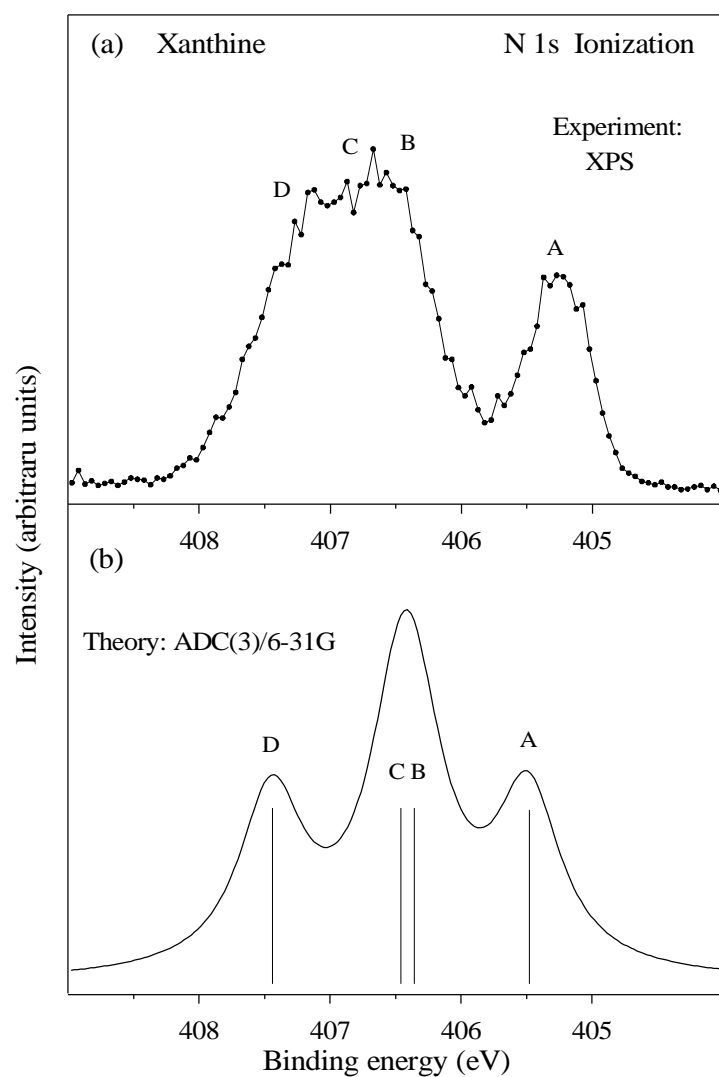 (a) Xanthine N 1s Ionization
Experiment:
XPS
B
C
D
A
408 407 406 405
Intensity (arbitraru units)
(b)
Theory: ADC(3)/6-31G
D
C B
A
408 407 406 405
Binding energy (eV)